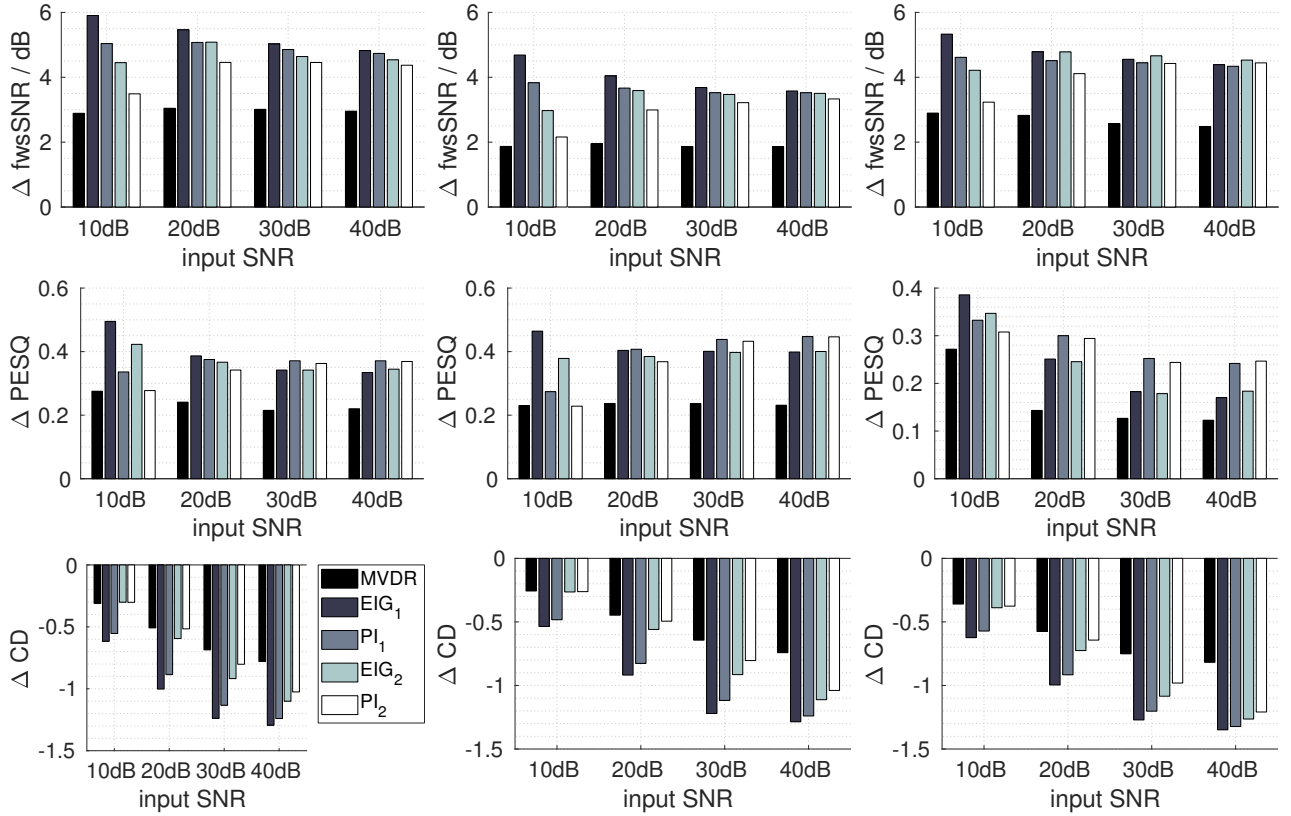 Δ fwsSNR / dB
6
4
2
0
10dB 20dB 30dB 40dB
input SNR
Δ fwsSNR / dB
6
4
2
0
10dB 20dB 30dB 40dB
input SNR
Δ fwsSNR / dB
6
4
2
0
10dB 20dB 30dB 40dB
input SNR
Δ PESQ
0.6
0.4
0.2
0
10dB 20dB 30dB 40dB
input SNR
Δ PESQ
0.6
0.4
0.2
0
10dB 20dB 30dB 40dB
input SNR
Δ PESQ
0.4
0.3
0.2
0.1
0
10dB 20dB 30dB 40dB
input SNR
Δ CD
0
-0.5
-1
-1.5
10dB 20dB 30dB 40dB
input SNR
MVDR
EIG₁
PI₁
EIG₂
PI₂
Δ CD
0
-0.5
-1
-1.5
10dB 20dB 30dB 40dB
input SNR
Δ CD
0
-0.5
-1
-1.5
10dB 20dB 30dB 40dB
input SNR